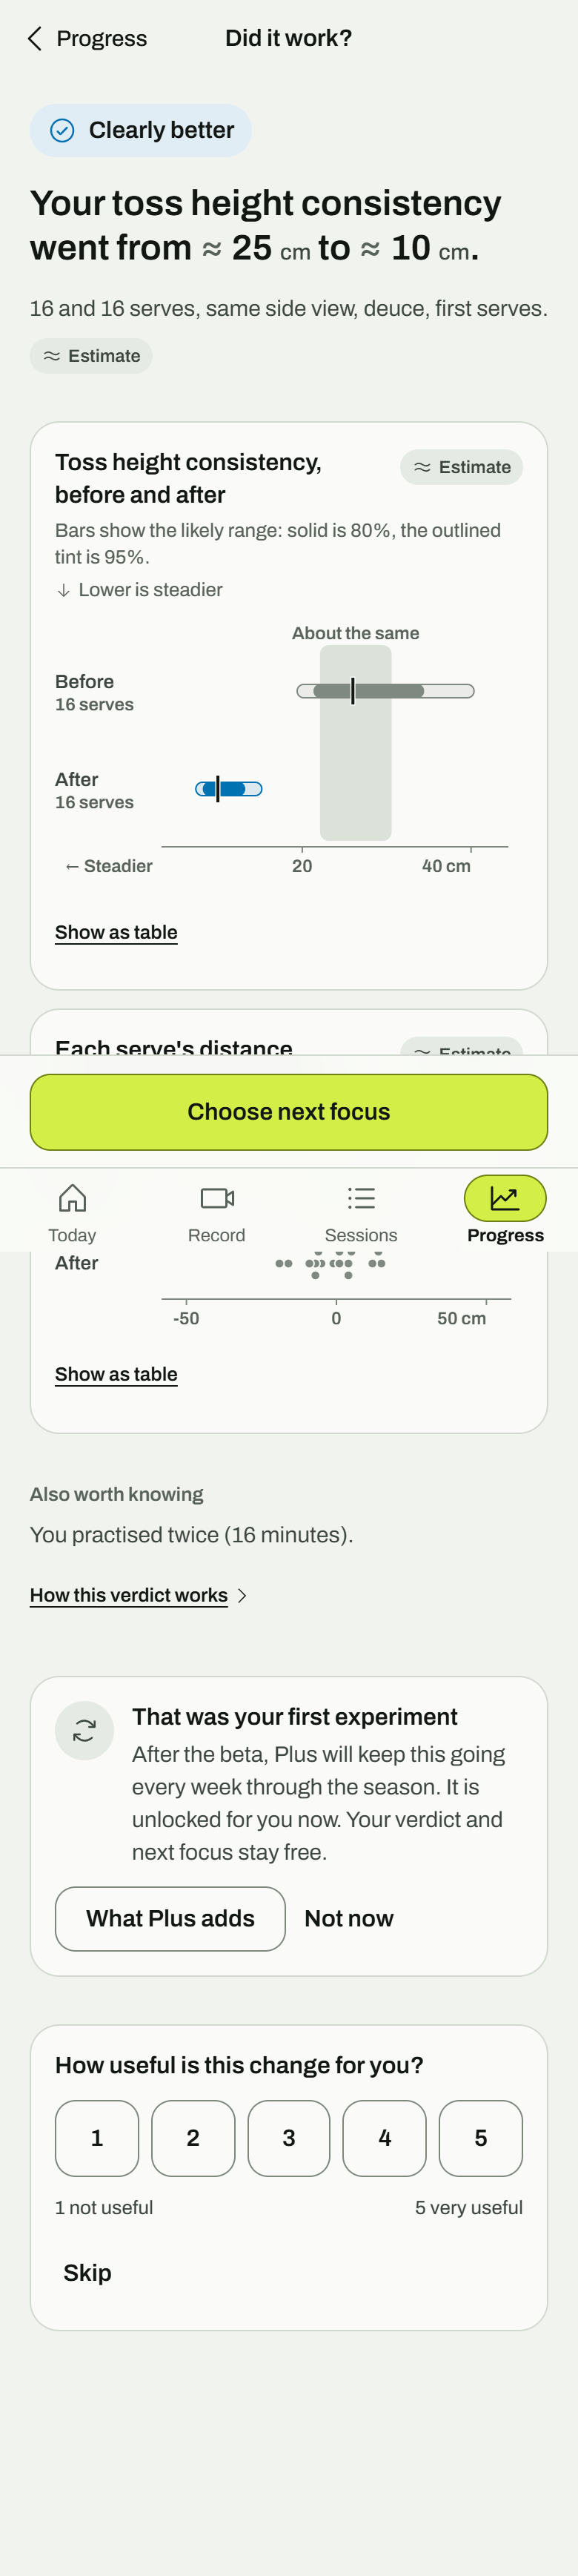 Progress
Did it work?
Clearly better
Your toss height consistency
went from ≈ 25 cm to ≈ 10 cm.
16 and 16 serves, same side view, deuce, first serves.
≈ Estimate
Toss height consistency,
before and after
≈ Estimate
Bars show the likely range: solid is 80%, the outlined
tint is 95%.
↓ Lower is steadier
About the same
Before
16 serves
After
16 serves
← Steadier
20
40 cm
Show as table
Each serve's distance
≈ Estimate
Choose next focus
Today
Record
Sessions
Progress
After
-50
0
50 cm
Show as table
Also worth knowing
You practised twice (16 minutes).
How this verdict works
That was your first experiment
After the beta, Plus will keep this going
every week through the season. It is
unlocked for you now. Your verdict and
next focus stay free.
What Plus adds
Not now
How useful is this change for you?
1
2
3
4
5
1 not useful
5 very useful
Skip